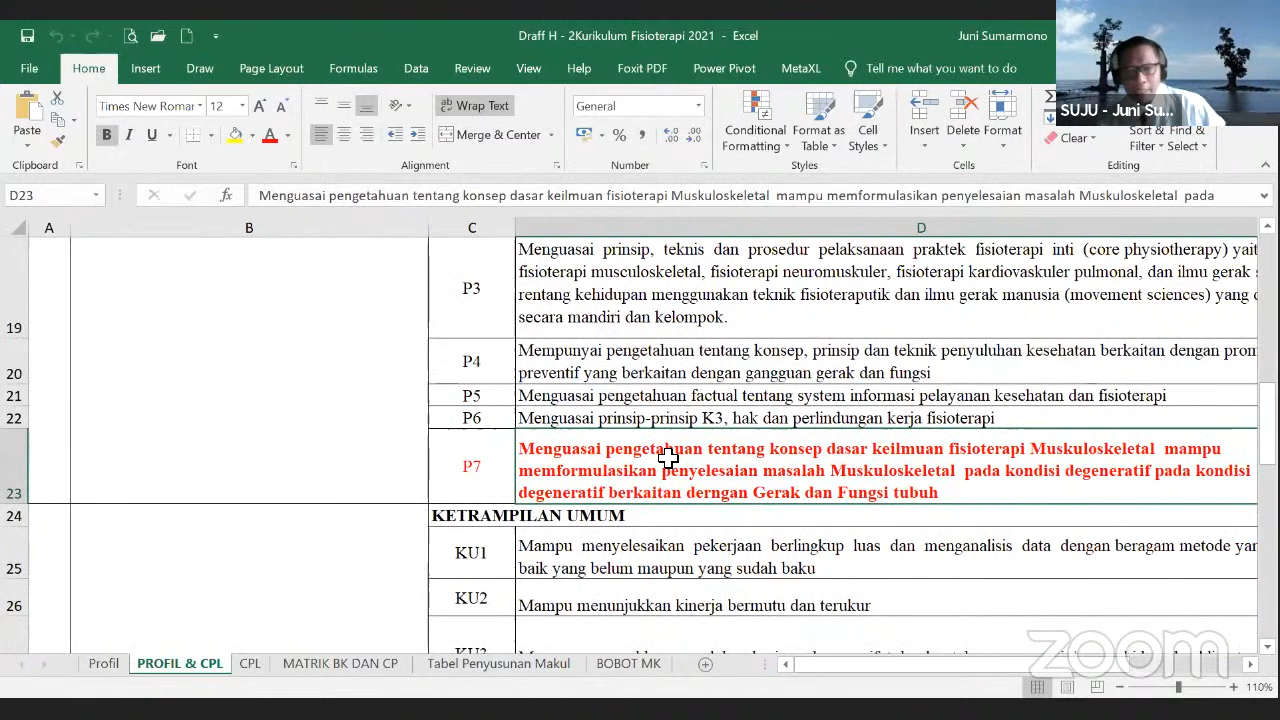 Draff H - 2Kurikulum Fisioterapi 2021 - Excel
Juni Sumarmono
File Home Insert Draw Page Layout Formulas Data Review View Help Foxit PDF Power Pivot MetaXL Tell me what you want to do
SUJU - Juni Su...
Paste
Clipboard
Times New Romar 12
B I U
Font
Wrap Text
Merge & Center
Alignment
General
%
Number
Conditional Formatting
Format as Table
Cell Styles
Styles
Insert Delete Format
Cells
Clear
Sort & Filter
Find & Select
Editing
D23
fx
Menguasai pengetahuan tentang konsep dasar keilmuan fisioterapi Muskuloskeletal mampu memformulasikan penyelesaian masalah Muskuloskeletal pada
A B C D
19
P3
Menguasai prinsip, teknis dan prosedur pelaksanaan praktek fisioterapi inti (core physiotherapy) yait
fisioterapi musculoskeletal, fisioterapi neuromuskuler, fisioterapi kardiovaskuler pulmonal, dan ilmu gerak s
rentang kehidupan menggunakan teknik fisioteraputik dan ilmu gerak manusia (movement sciences) yang
secara mandiri dan kelompok.
20
P4
Mempunyai pengetahuan tentang konsep, prinsip dan teknik penyuluhan kesehatan berkaitan dengan pron
preventif yang berkaitan dengan gangguan gerak dan fungsi
21 P5 Menguasai pengetahuan factual tentang system informasi pelayanan kesehatan dan fisioterapi
22 P6 Menguasai prinsip-prinsip K3, hak dan perlindungan kerja fisioterapi
23
P7
Menguasai pengetahuan tentang konsep dasar keilmuan fisioterapi Muskuloskeletal mampu
memformulasikan penyelesaian masalah Muskuloskeletal pada kondisi degeneratif pada kondisi
degeneratif berkaitan derngan Gerak dan Fungsi tubuh
24 KETRAMPILAN UMUM
25
KU1
Mampu menyelesaikan pekerjaan berlingkup luas dan menganalisis data dengan beragam metode yan
baik yang belum maupun yang sudah baku
26
KU2
Mampu menunjukkan kinerja bermutu dan terukur
zoom
Profil PROFIL & CPL CPL MATRIK BK DAN CP Tabel Penyusunan Makul BOBOT MK
110%